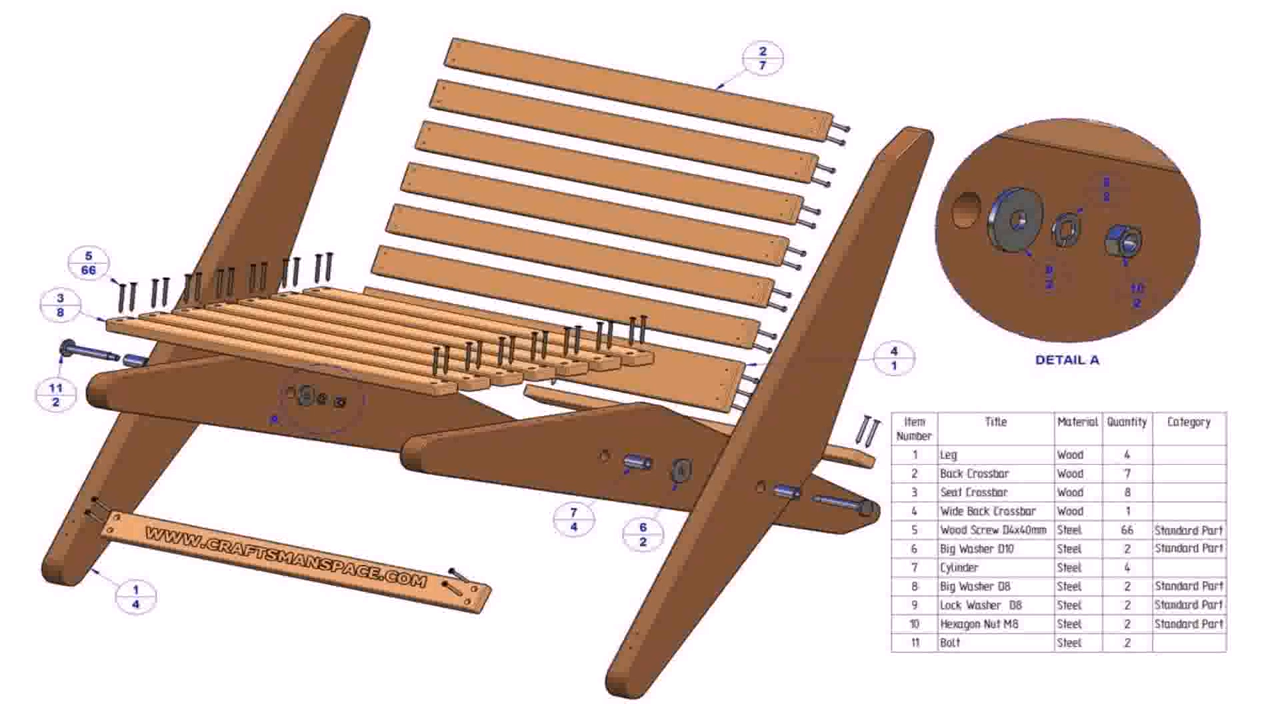 2
7
5
66
3
8
11
2
4
1
7
4
6
2
1
4
WWW.CRAFTSMANSPACE.COM
10
2
DETAIL A
Item Number Title Material Quantity Category
1 Leg Wood 4
2 Back Crossbar Wood 7
3 Seat Crossbar Wood 8
4 Wide Back Crossbar Wood 1
5 Wood Screw D4x40mm Steel 66 Standard Part
6 Big Washer D10 Steel 2 Standard Part
7 Cylinder Steel 4
8 Big Washer D8 Steel 2 Standard Part
9 Lock Washer D8 Steel 2 Standard Part
10 Hexagon Nut M8 Steel 2 Standard Part
11 Bolt Steel 2